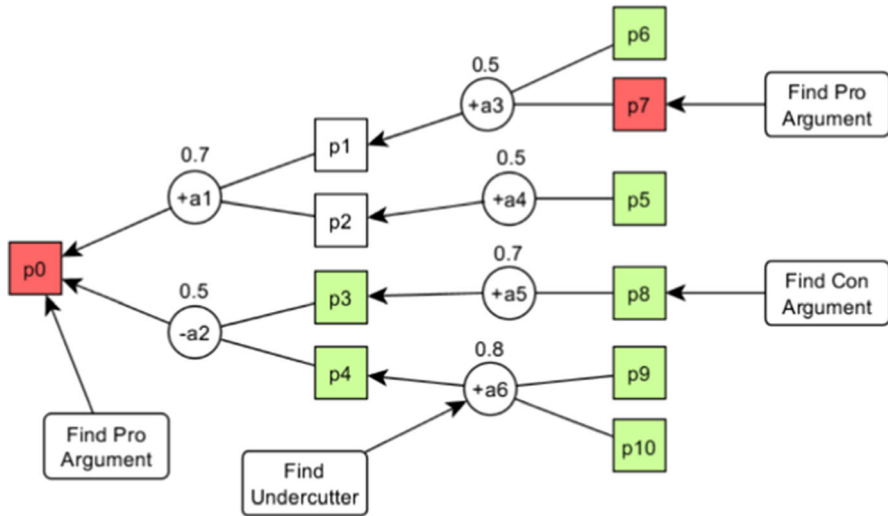 p6
0.5
+a3
p7
Find Pro
Argument
p1
0.7
+a1
0.5
+a4
p5
p2
p0
0.7
+a5
p8
Find Con
Argument
0.5
-a2
p3
p4
0.8
+a6
p9
p10
Find Pro
Argument
Find
Undercutter